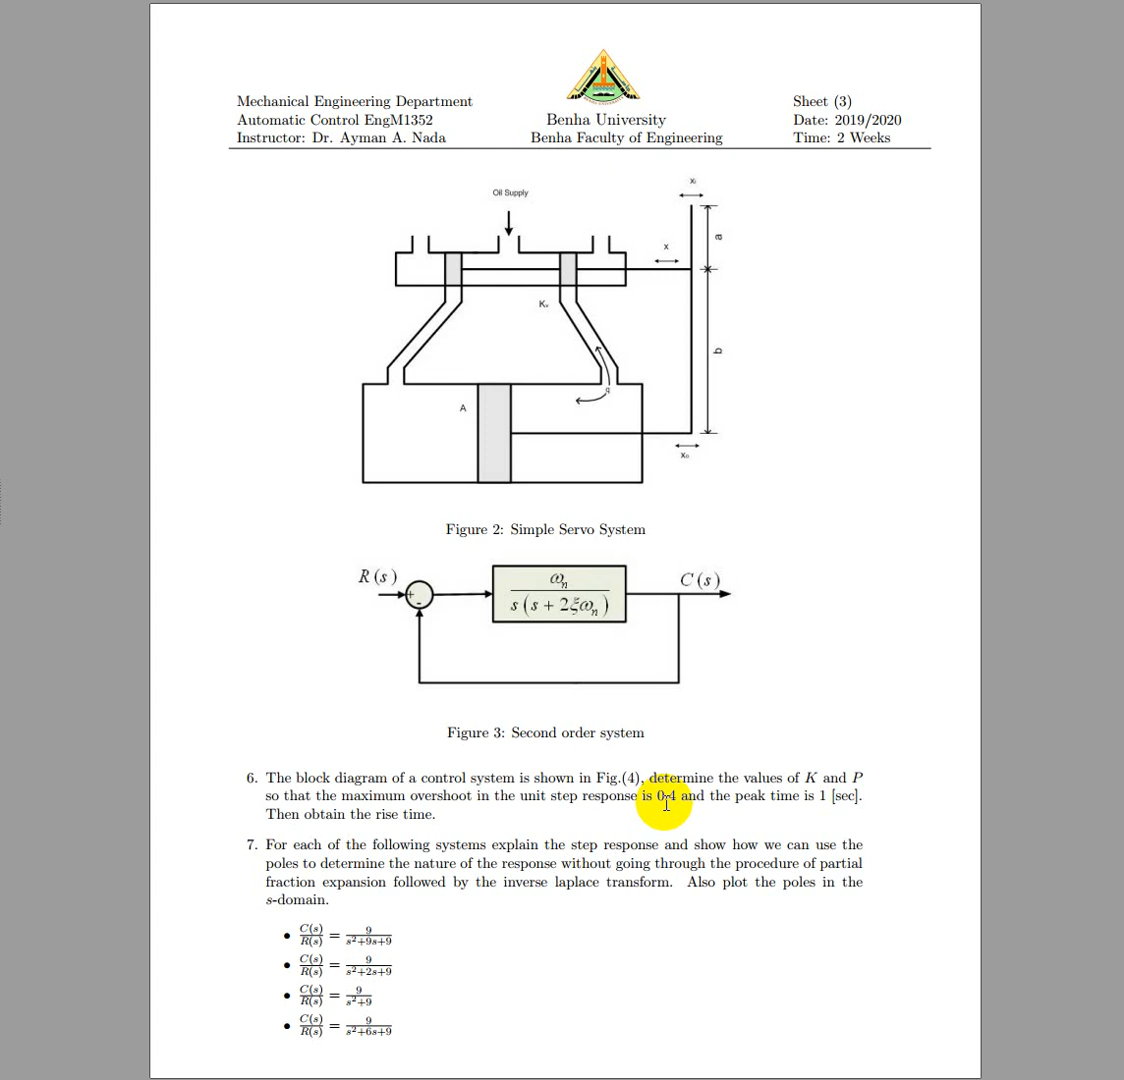 Mechanical Engineering Department
Automatic Control EngM1352
Instructor: Dr. Ayman A. Nada
Benha University
Benha Faculty of Engineering
Sheet (3)
Date: 2019/2020
Time: 2 Weeks
Oil Supply
Xᵢ
a
x
Kᵥ
b
q
A
X₀
Figure 2: Simple Servo System
R(s)
+
-
ωₙ
s(s + 2ξωₙ)
C(s)
Figure 3: Second order system
6. The block diagram of a control system is shown in Fig.(4), determine the values of K and P
so that the maximum overshoot in the unit step response is 0.4 and the peak time is 1 [sec].
Then obtain the rise time.
7. For each of the following systems explain the step response and show how we can use the
poles to determine the nature of the response without going through the procedure of partial
fraction expansion followed by the inverse laplace transform. Also plot the poles in the
s-domain.
• C(s)/R(s) = 9/s²+9s+9
• C(s)/R(s) = 9/s²+2s+9
• C(s)/R(s) = 9/s²+9
• C(s)/R(s) = 9/s²+6s+9